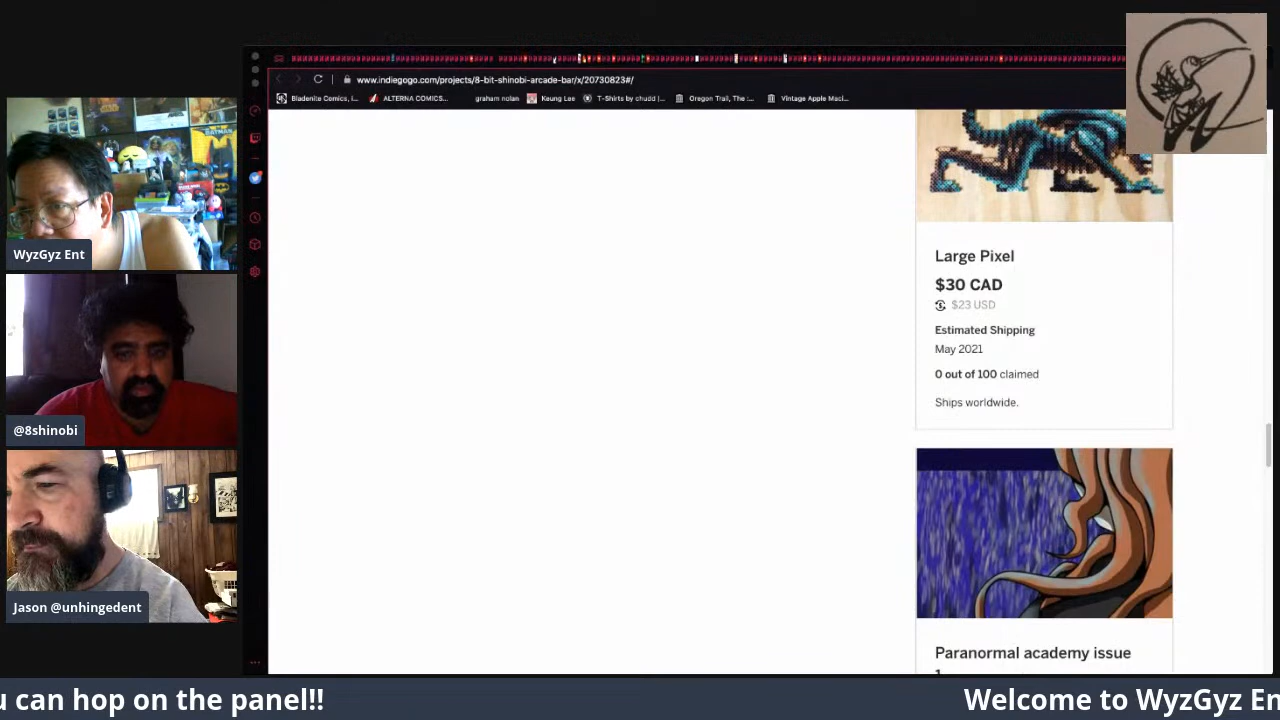 www.indiegogo.com/projects/8-bit-shinobi-arcade-bar/x/20730823#/
Bladenite Comics, i... ALTERNA COMICS... graham nolan Keung Lee T-Shirts by chudd |... Oregon Trail, The :... Vintage Apple Maci...
WyzGyz Ent
@8shinobi
Jason @unhingedent
Large Pixel
$30 CAD
$23 USD
Estimated Shipping
May 2021
0 out of 100 claimed
Ships worldwide.
Paranormal academy issue
u can hop on the panel!! Welcome to WyzGyz En